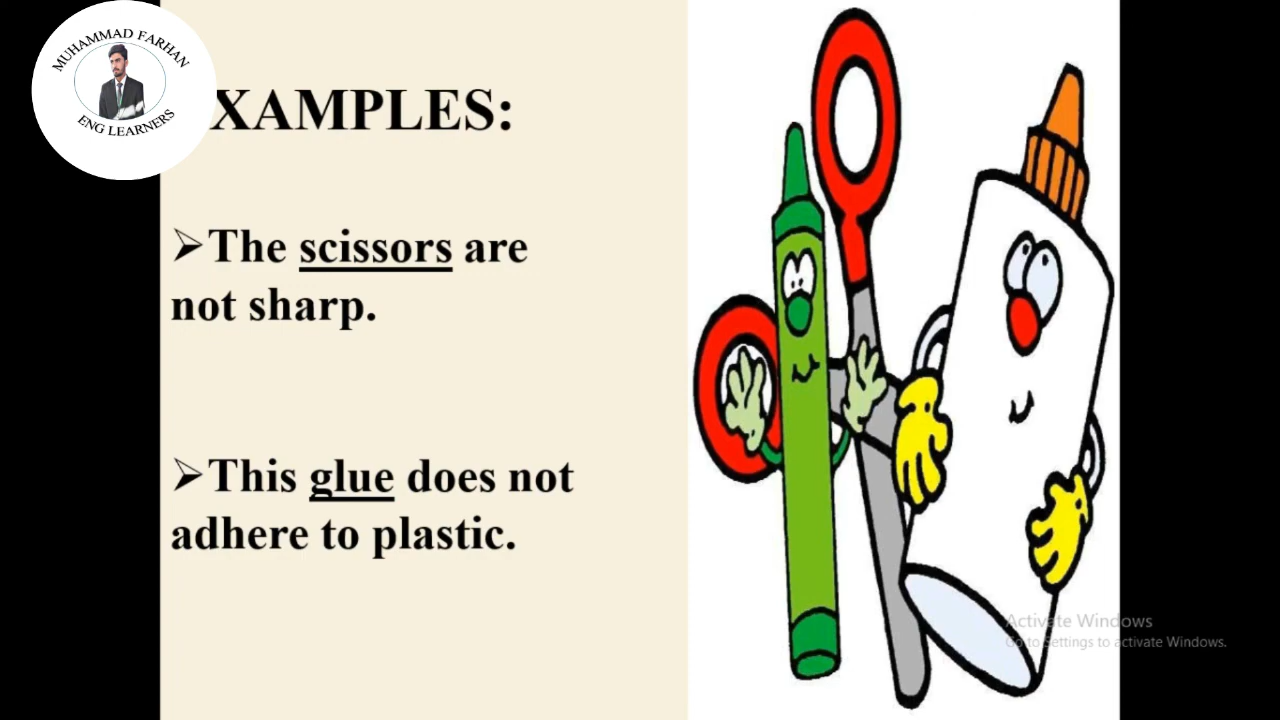 MUHAMMAD FARHAN
ENG LEARNERS
XAMPLES:
➢The scissors are
not sharp.
➢This glue does not
adhere to plastic.
Activate Windows
Go to Settings to activate Windows.